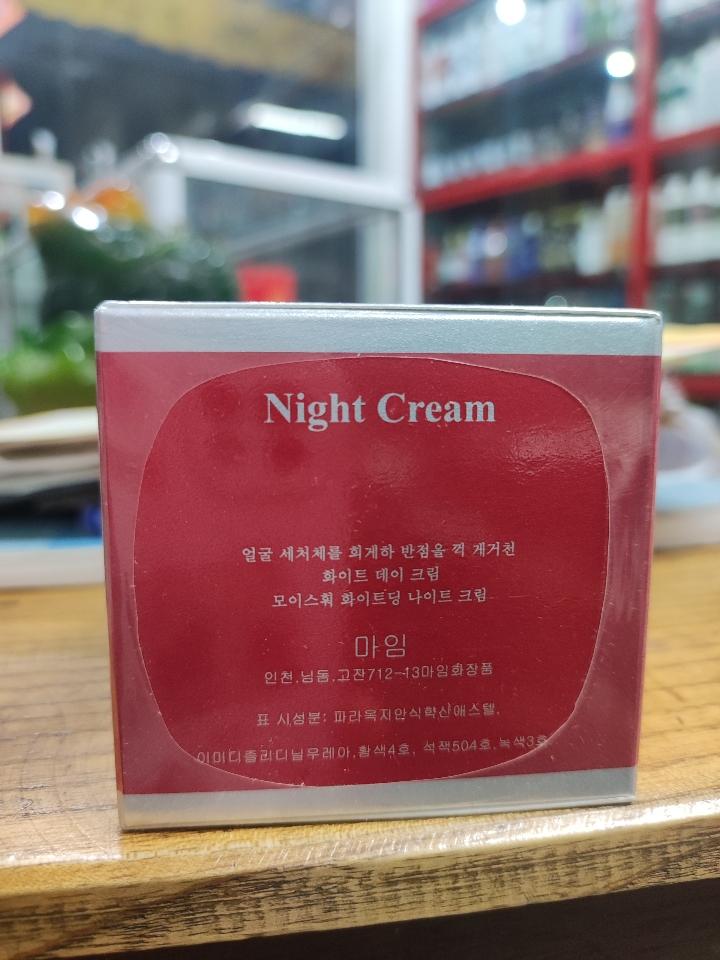 Night Cream
얼굴 세처체를 희게하 반점을 꺽 게거천
화이트 데이 크림
모이스춰 화이트딩 나이트 크림
마임
인천.닝돔.고잔712-13마임화장품
표 시성분: 파라옥지안식학산애스텔,
이미디졸리디닐우레아,황색4호, 석잭504호,녹색3호